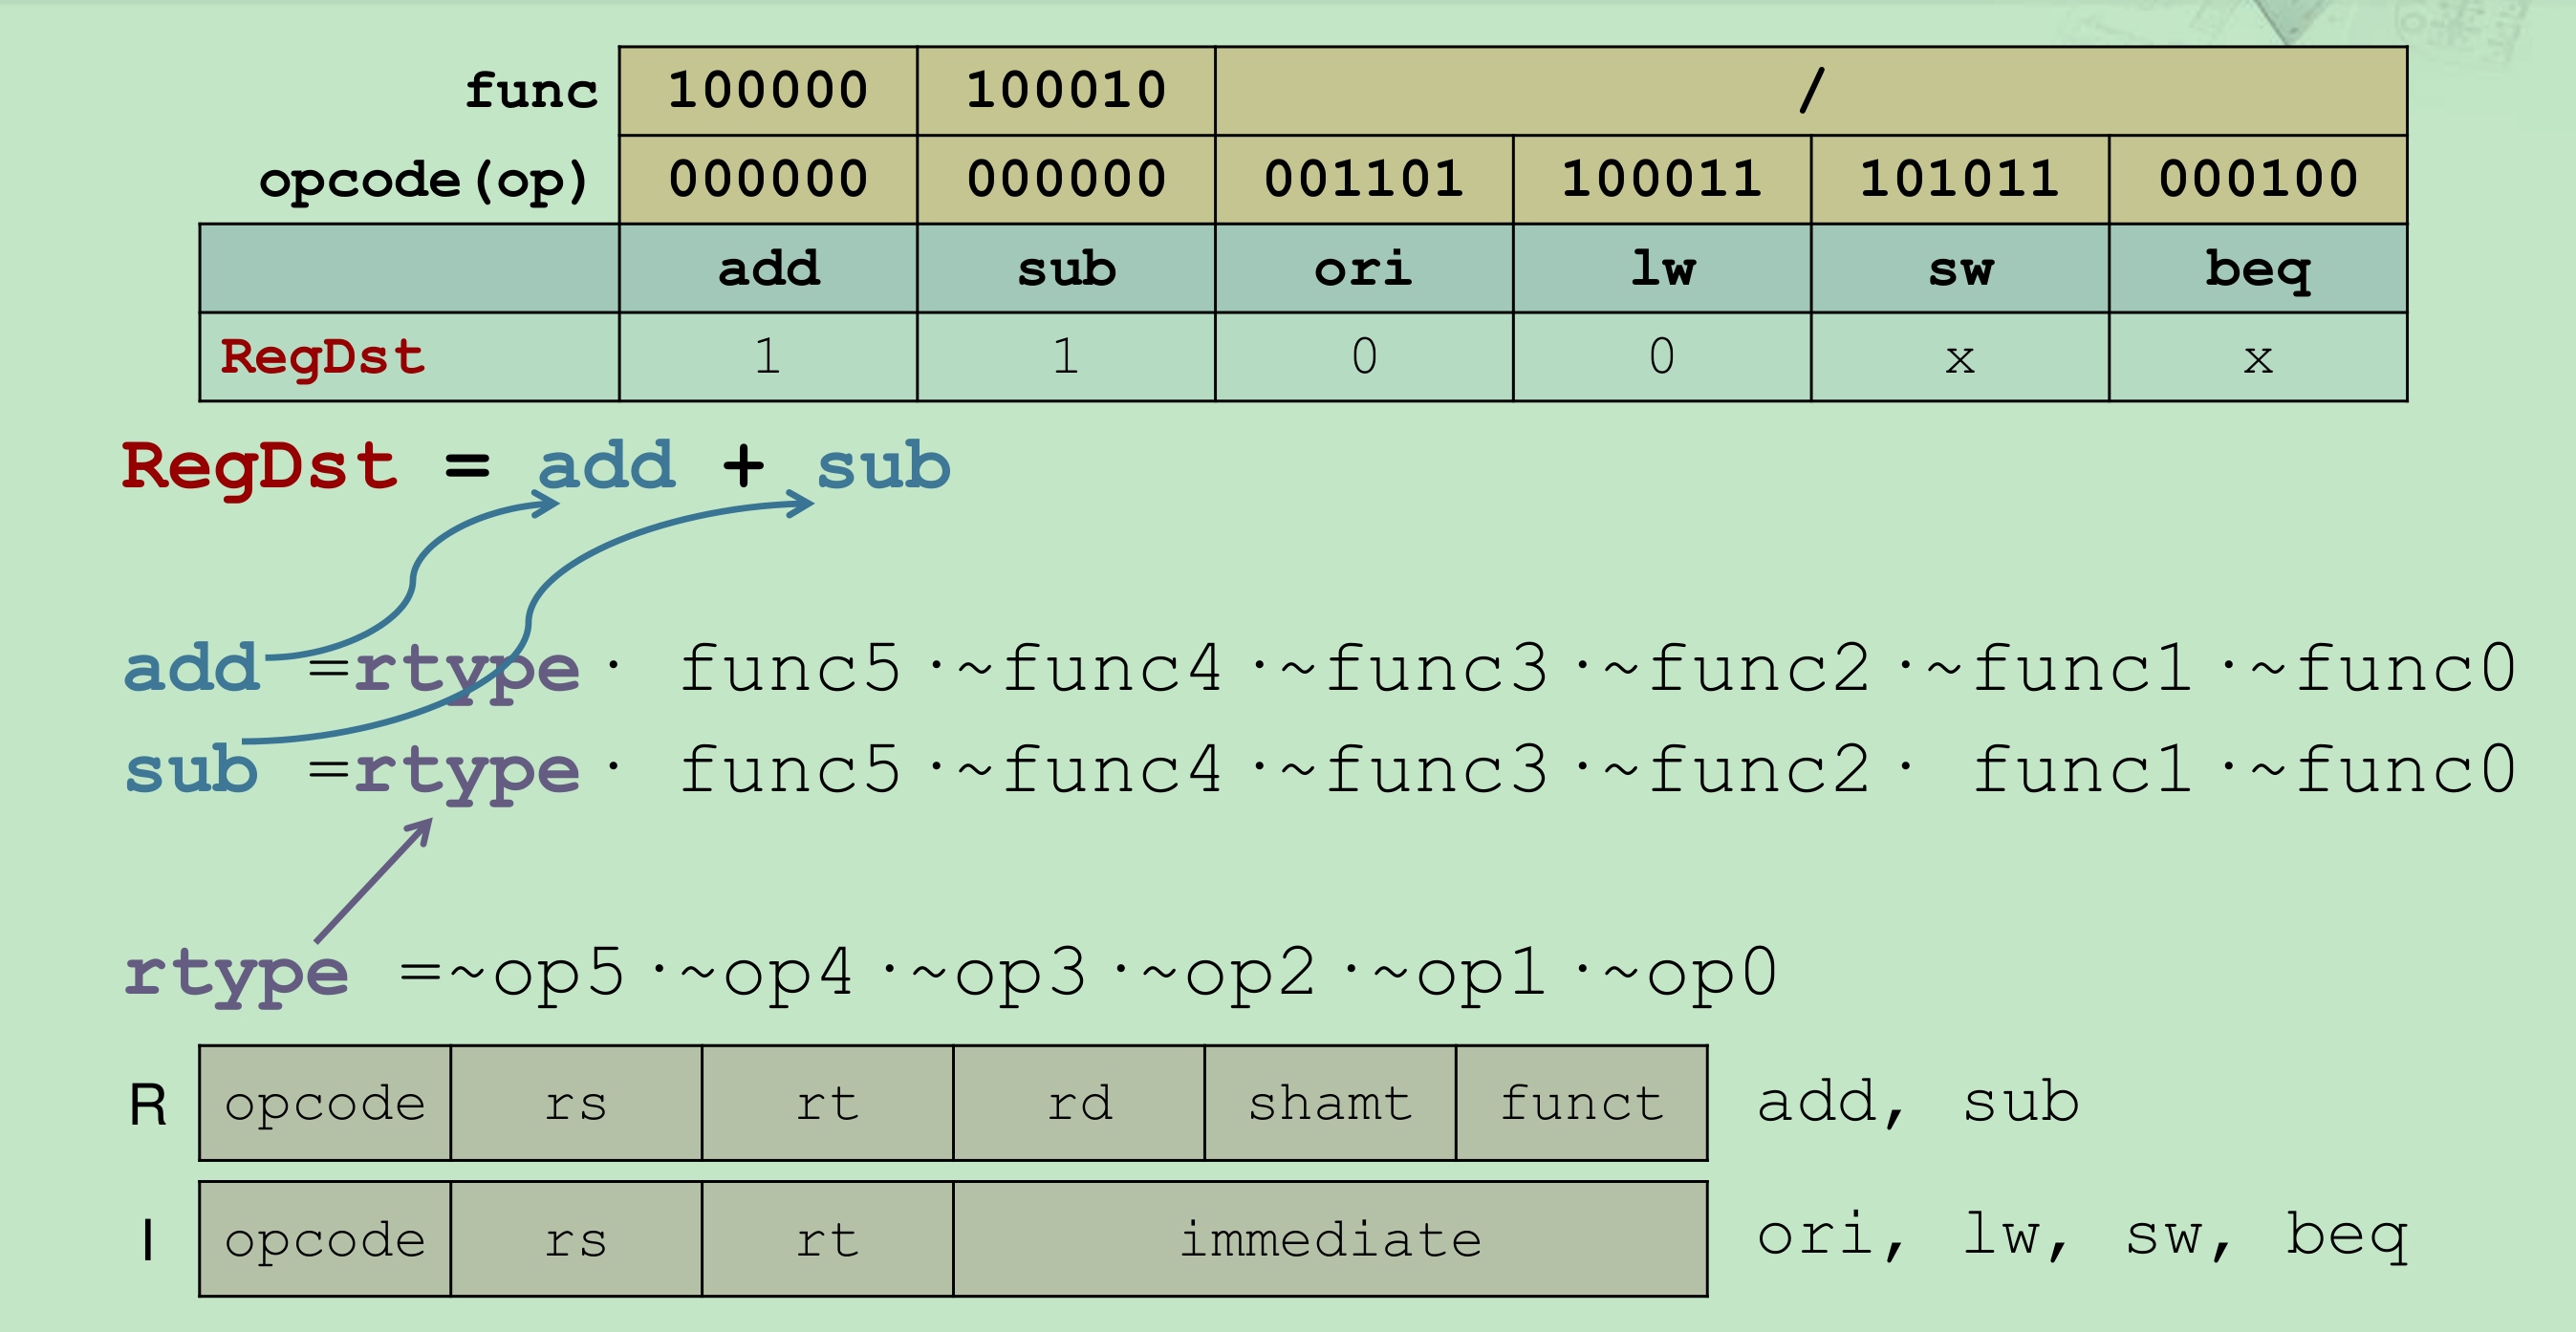 func 100000 100010 /
opcode(op) 000000 000000 001101 100011 101011 000100
add sub ori lw sw beq
RegDst 1 1 0 0 x x
RegDst = add + sub
add =rtype· func5·~func4·~func3·~func2·~func1·~func0
sub =rtype· func5·~func4·~func3·~func2· func1·~func0
rtype =~op5·~op4·~op3·~op2·~op1·~op0
R opcode rs rt rd shamt funct add, sub
I opcode rs rt immediate ori, lw, sw, beq